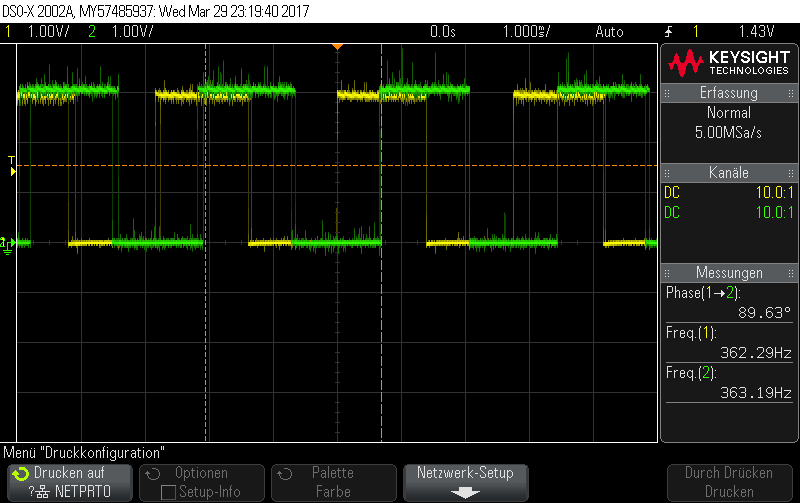 DSO-X 2002A, MY57485937: Wed Mar 29 23:19:40 2017
1 1.00V/ 2 1.00V/ 0.0s 1.000ms/ Auto 1 1.43V
KEYSIGHT
TECHNOLOGIES
Erfassung
Normal
5.00MSa/s
Kanäle
DC 10.0:1
DC 10.0:1
Messungen
Phase(1→2):
89.63°
Freq.(1):
362.29Hz
Freq.(2):
363.19Hz
T
Menü "Druckkonfiguration"
Drucken auf
? NETPRT0
Optionen
Setup-Info
Palette
Farbe
Netzwerk-Setup
Durch Drücken
Drucken